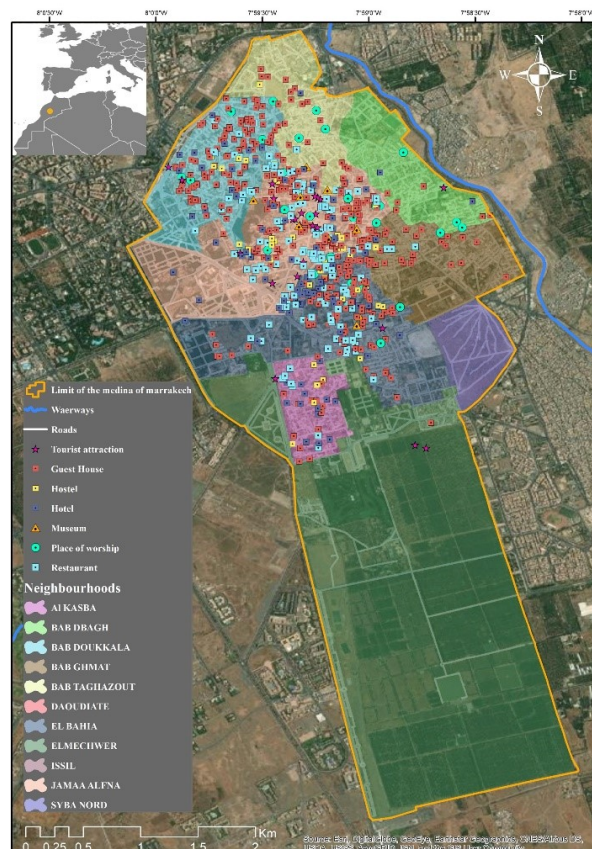 8°0'30"W 8°0'0"W 7°59'30"W 7°59'0"W 7°58'30"W 7°58'0"W
N
W E
S
Limit of the medina of marrakech
Waerways
Roads
Tourist attraction
Guest House
Hostel
Hotel
Museum
Place of worship
Restaurant
Neighbourhoods
Al KASBA
BAB DBAGH
BAB DOUKKALA
BAB GHMAT
BAB TAGHAZOUT
DAOUDIATE
EL BAHIA
ELMECHWER
ISSIL
JAMAA ALFNA
SYBA NORD
Km
0 0.25 0.5 1 1.5 2
Source: Esri, DigitalGlobe, GeoEye, Earthstar Geographics, CNES/Airbus DS,